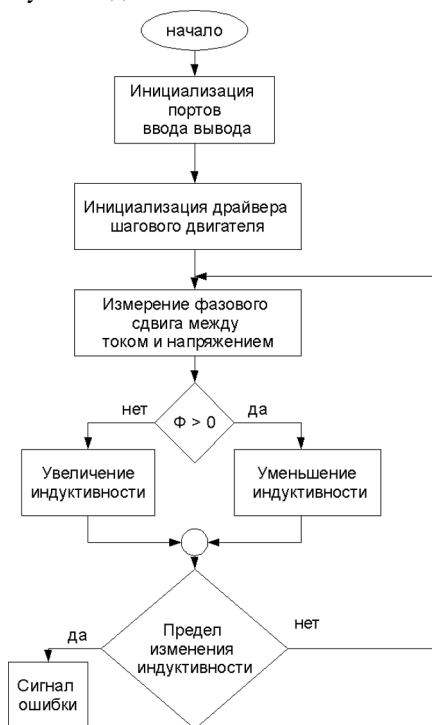 начало
Инициализация
портов
ввода вывода
Инициализация драйвера
шагового двигателя
Измерение фазового
сдвига между
током и напряжением
нет
да
Ф > 0
Увеличение
индуктивности
Уменьшение
индуктивности
да
Предел
изменения
индуктивности
нет
Сигнал
ошибки